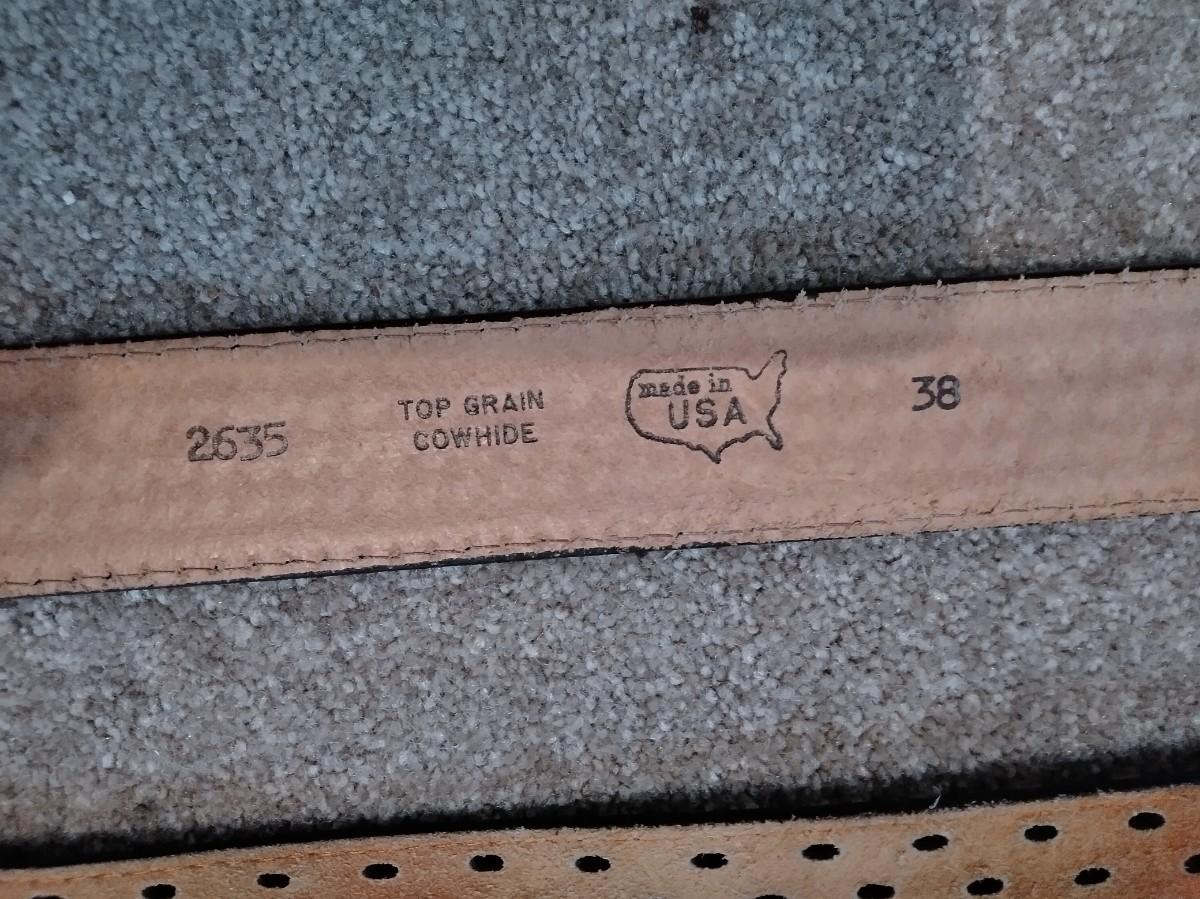 2635
TOP GRAIN
COWHIDE
made in
USA
38